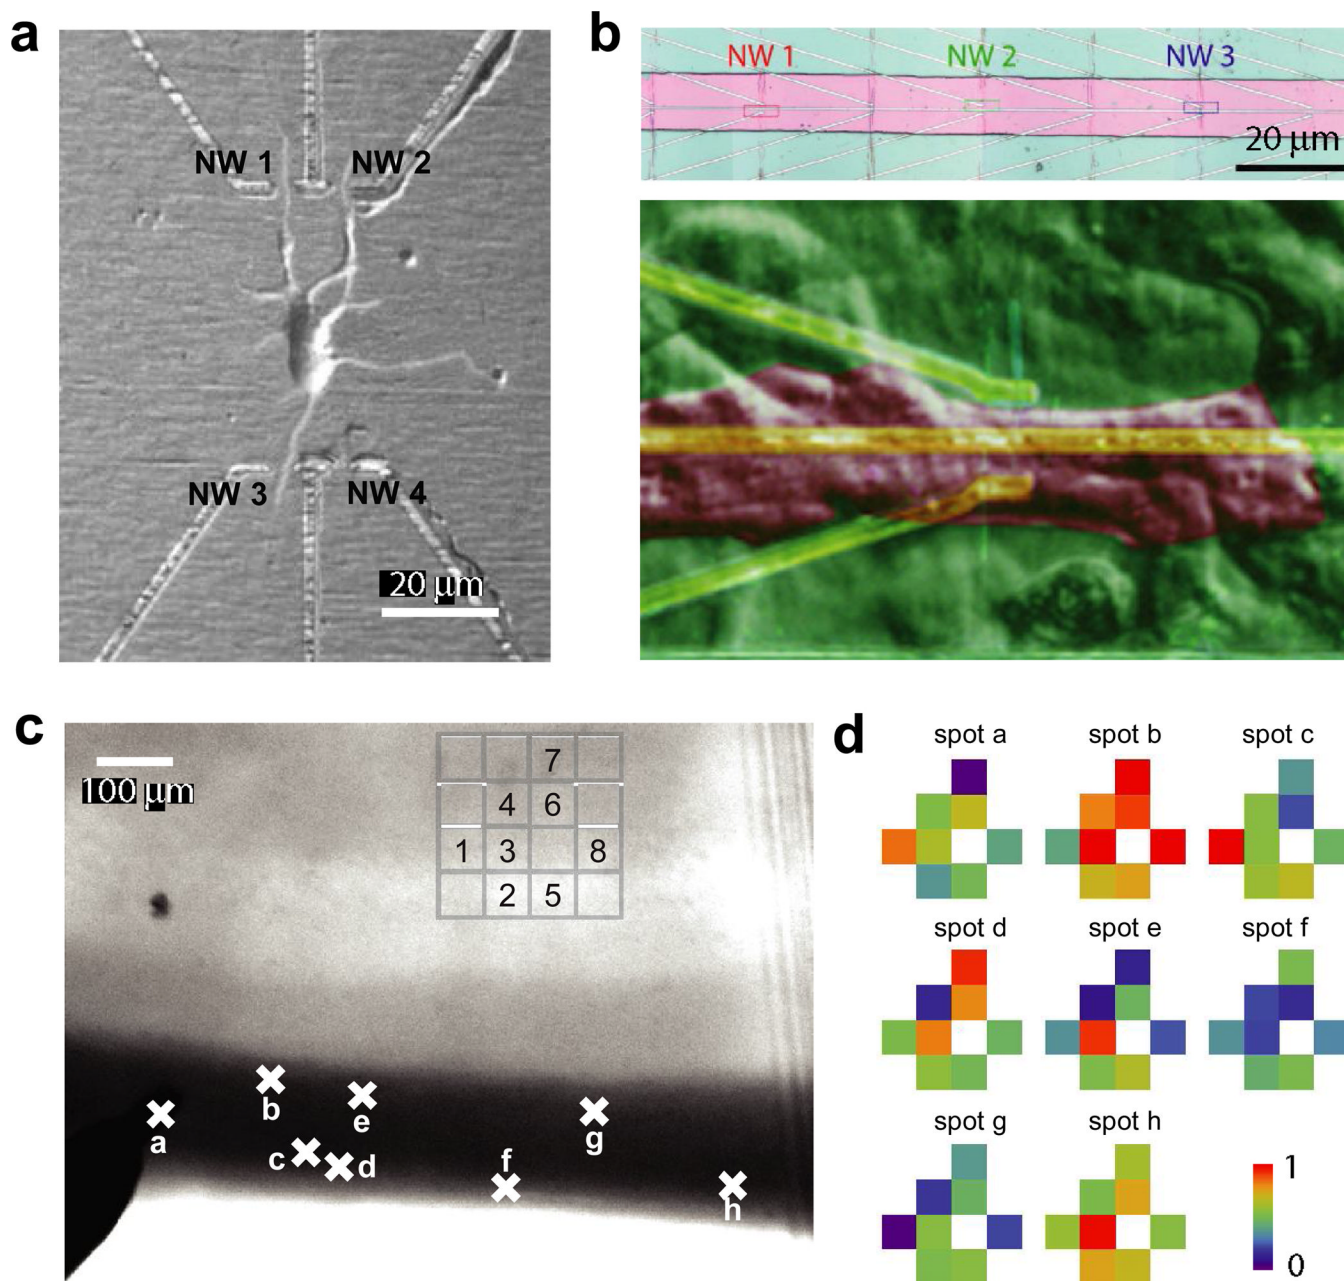 a
NW 1
NW 2
NW 3
NW 4
20 μm
b
NW 1
NW 2
NW 3
20 μm
c
100 μm
7
4 6
1 3 8
2 5
a
b
c
d
e
f
g
h
d
spot a
spot b
spot c
spot d
spot e
spot f
spot g
spot h
1
0